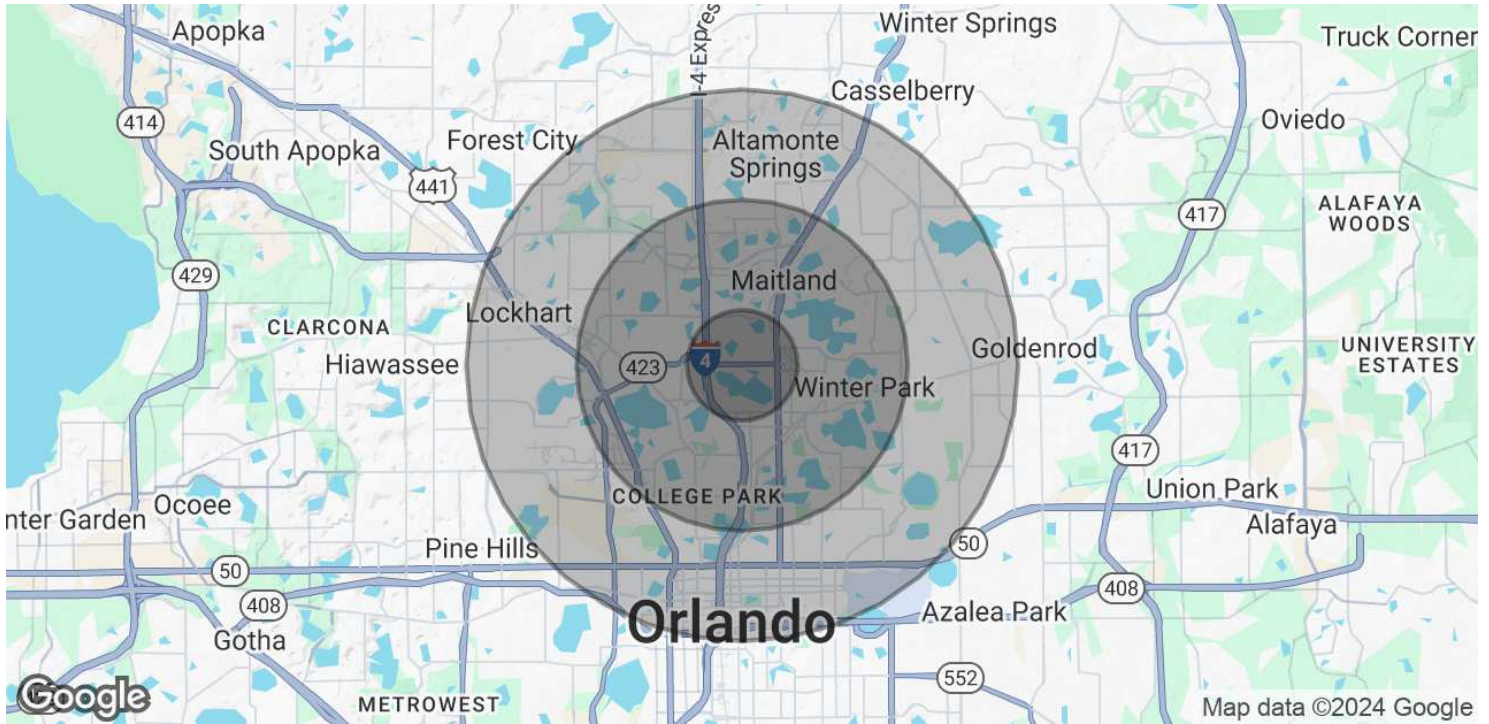 Apopka
I-4 Expres
Winter Springs
Truck Corner
Casselberry
414
Oviedo
Forest City
Altamonte
Springs
South Apopka
441
417
ALAFAYA
WOODS
429
Maitland
Lockhart
CLARCONA
Hiawassee
423
4
Goldenrod
UNIVERSITY
ESTATES
Winter Park
417
COLLEGE PARK
Union Park
Ocoee
nter Garden
Alafaya
Pine Hills
50
50
408
408
Orlando
Azalea Park
Gotha
552
METROWEST
Google
Map data ©2024 Google